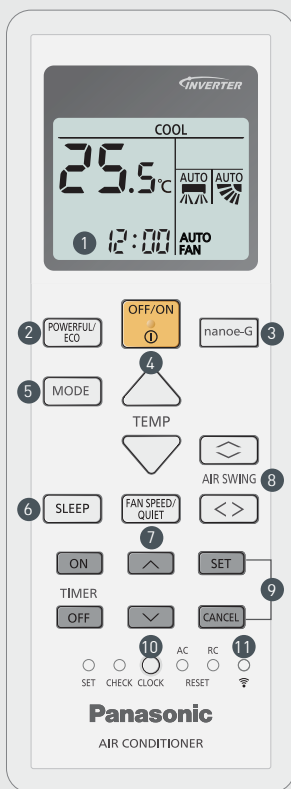 INVERTER
COOL
25.5°C AUTO AUTO
1 12:00 AUTO FAN
OFF/ON
2 POWERFUL/ECO nanoe-G 3
4
5 MODE
TEMP
AIR SWING 8
6 SLEEP FAN SPEED/QUIET < >
7
ON SET
TIMER 9
OFF CANCEL
10 AC RC 11
SET CHECK CLOCK RESET
Panasonic
AIR CONDITIONER